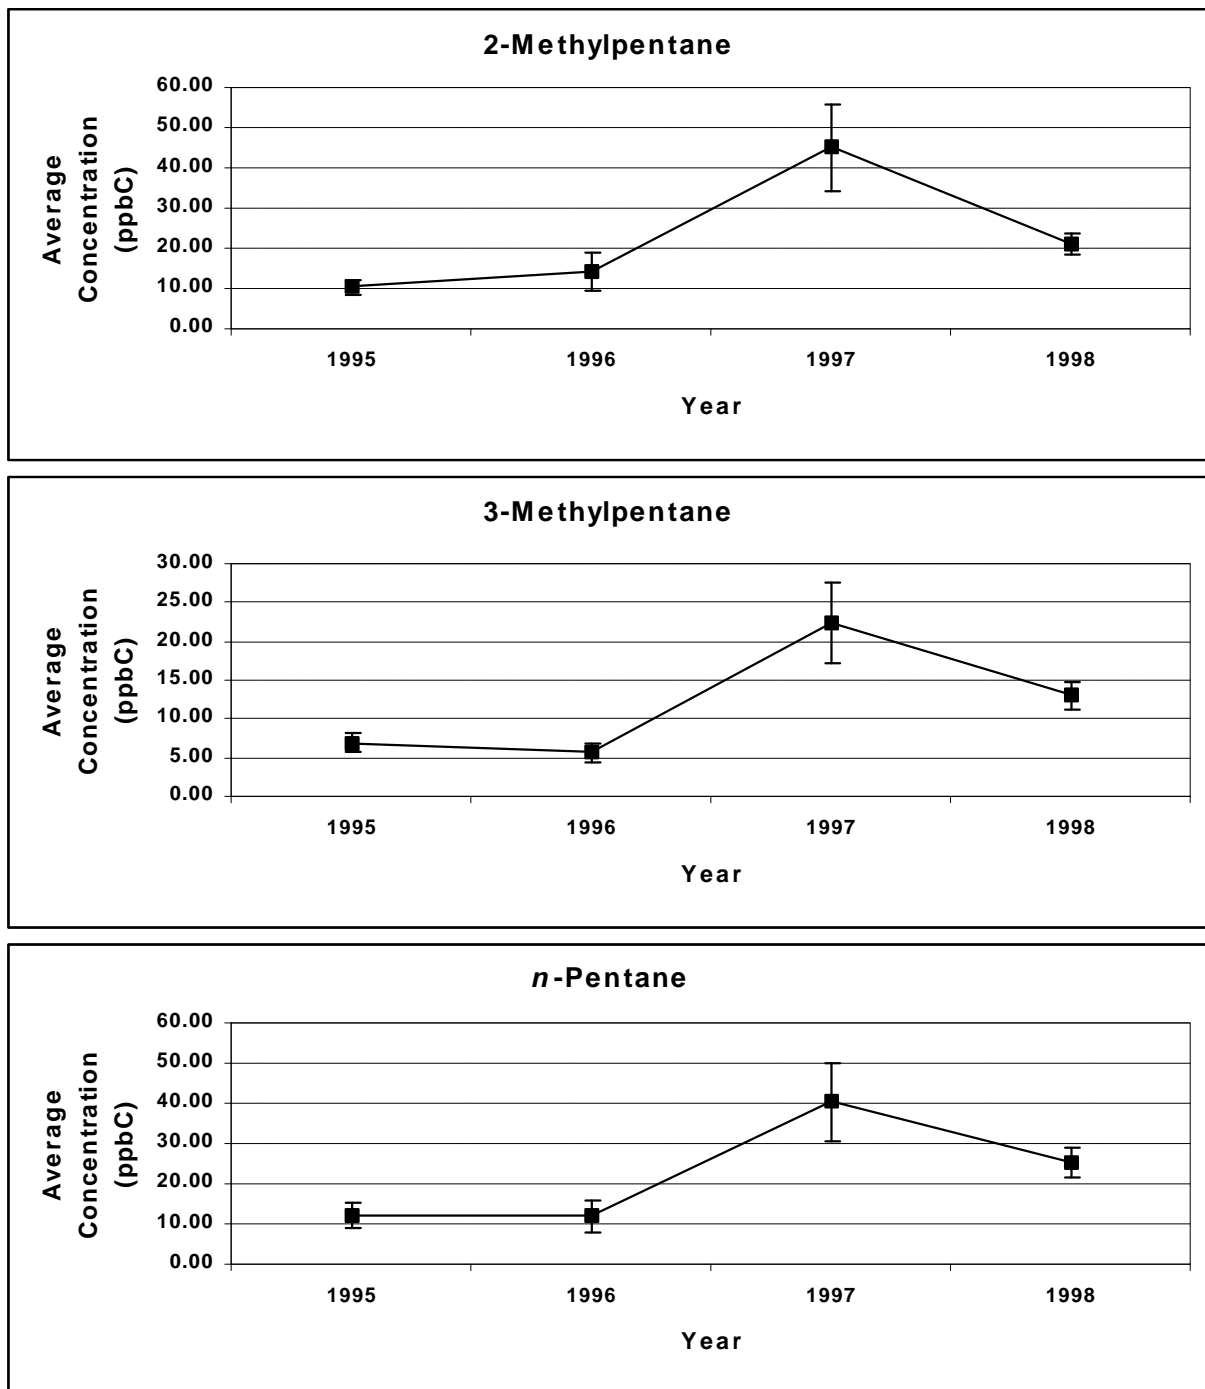 2-Methylpentane
Average
Concentration
(ppbC)
60.00
50.00
40.00
30.00
20.00
10.00
0.00
1995 1996 1997 1998
Year
3-Methylpentane
Average
Concentration
(ppbC)
30.00
25.00
20.00
15.00
10.00
5.00
0.00
1995 1996 1997 1998
Year
n-Pentane
Average
Concentration
(ppbC)
60.00
50.00
40.00
30.00
20.00
10.00
0.00
1995 1996 1997 1998
Year